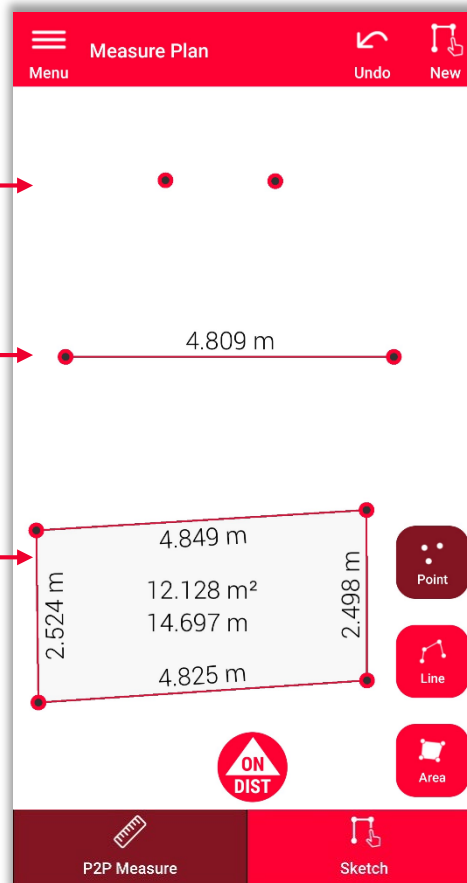 Measure Plan
Menu
Undo
New
4.809 m
4.849 m
2.524 m
12.128 m²
14.697 m
2.498 m
4.825 m
Point
Line
Area
ON
DIST
P2P Measure
Sketch